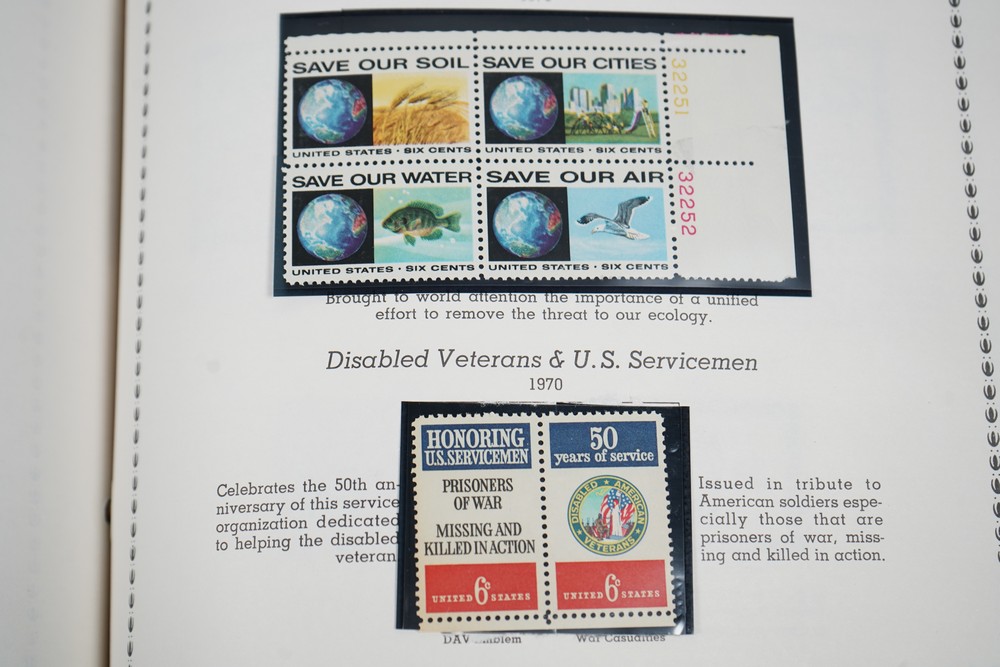 SAVE OUR SOIL
UNITED STATES · SIX CENTS
SAVE OUR CITIES
UNITED STATES · SIX CENTS
32251
SAVE OUR WATER
UNITED STATES · SIX CENTS
SAVE OUR AIR
UNITED STATES · SIX CENTS
32252
Brought to world attention the importance of a unified
effort to remove the threat to our ecology.
Disabled Veterans & U.S. Servicemen
1970
Celebrates the 50th an-
niversary of this service
organization dedicated
to helping the disabled
veteran.
HONORING
U.S. SERVICEMEN
PRISONERS
OF WAR
MISSING AND
KILLED IN ACTION
UNITED 6c STATES
50
years of service
DISABLED AMERICAN
VETERANS
UNITED 6c STATES
Issued in tribute to
American soldiers espe-
cially those that are
prisoners of war, miss-
ing and killed in action.
DAV Emblem
War Casualties